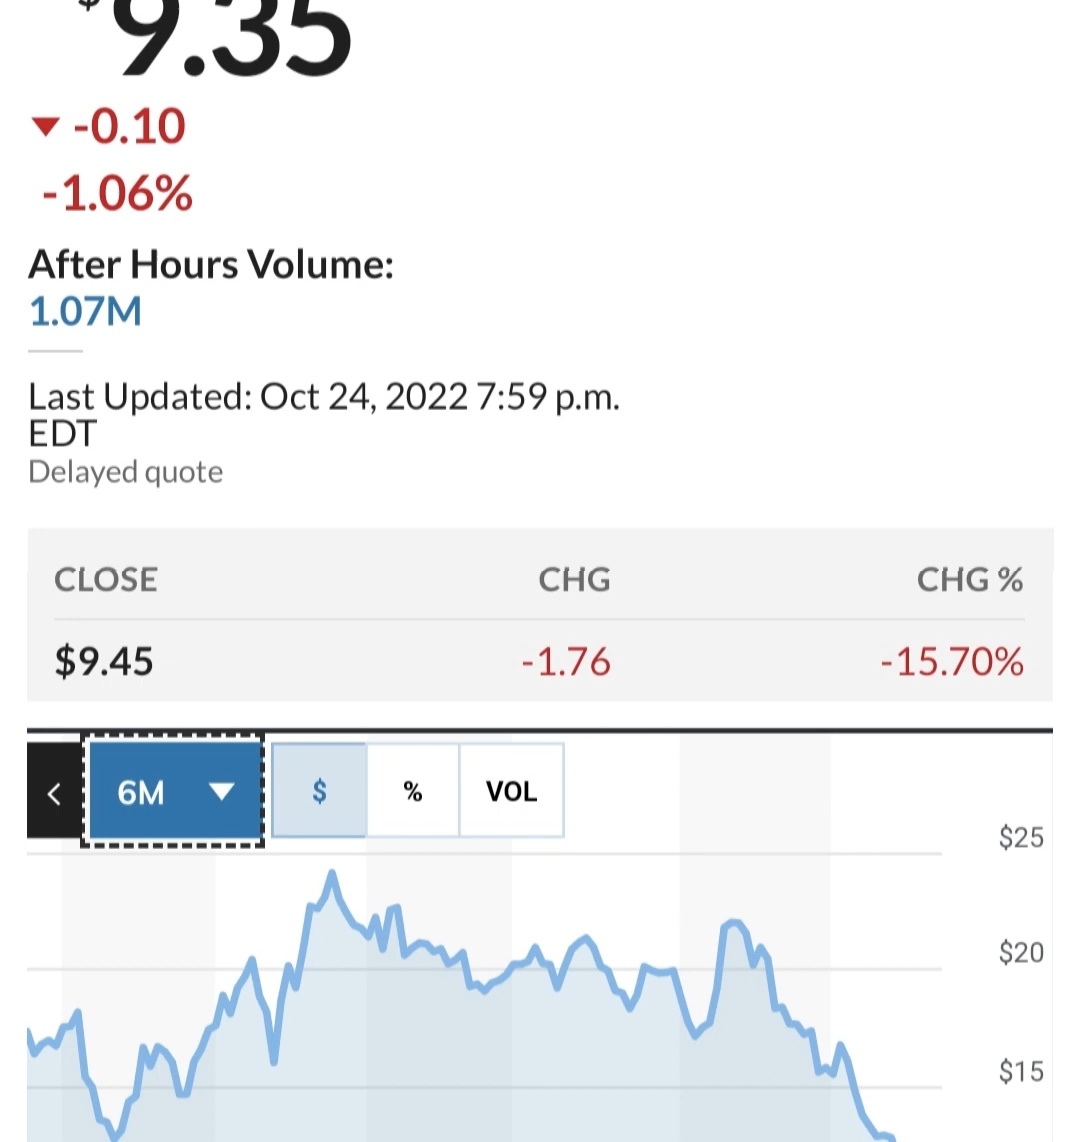 $9.35
-0.10
-1.06%
After Hours Volume:
1.07M
Last Updated: Oct 24, 2022 7:59 p.m.
EDT
Delayed quote
CLOSE CHG CHG %
$9.45 -1.76 -15.70%
6M $ % VOL
$25
$20
$15